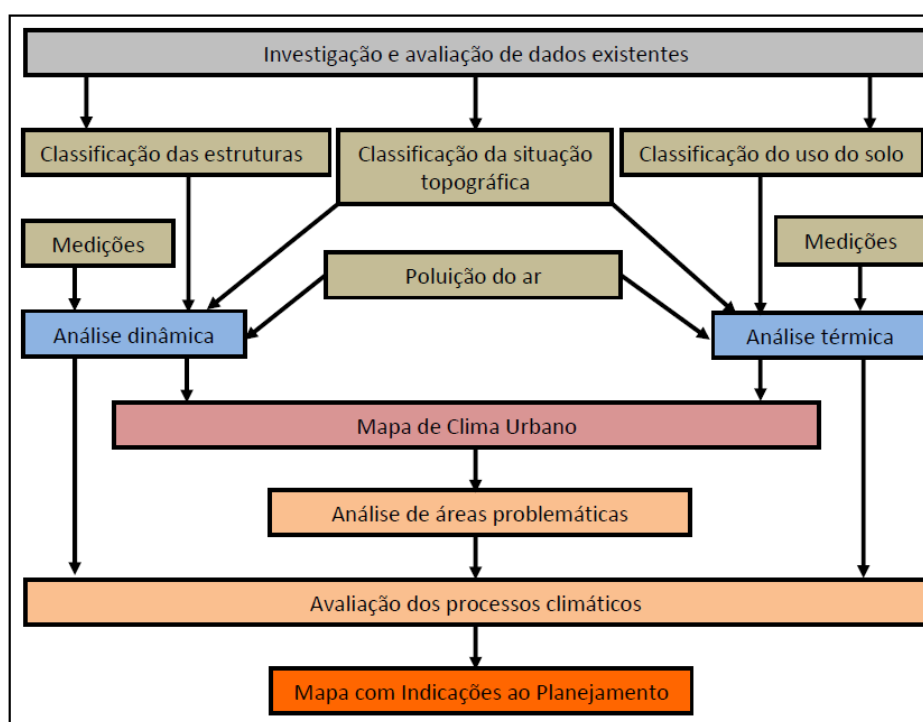 Investigação e avaliação de dados existentes
Classificação das estruturas
Classificação da situação
topográfica
Classificação do uso do solo
Medições
Medições
Poluição do ar
Análise dinâmica
Análise térmica
Mapa de Clima Urbano
Análise de áreas problemáticas
Avaliação dos processos climáticos
Mapa com Indicações ao Planejamento